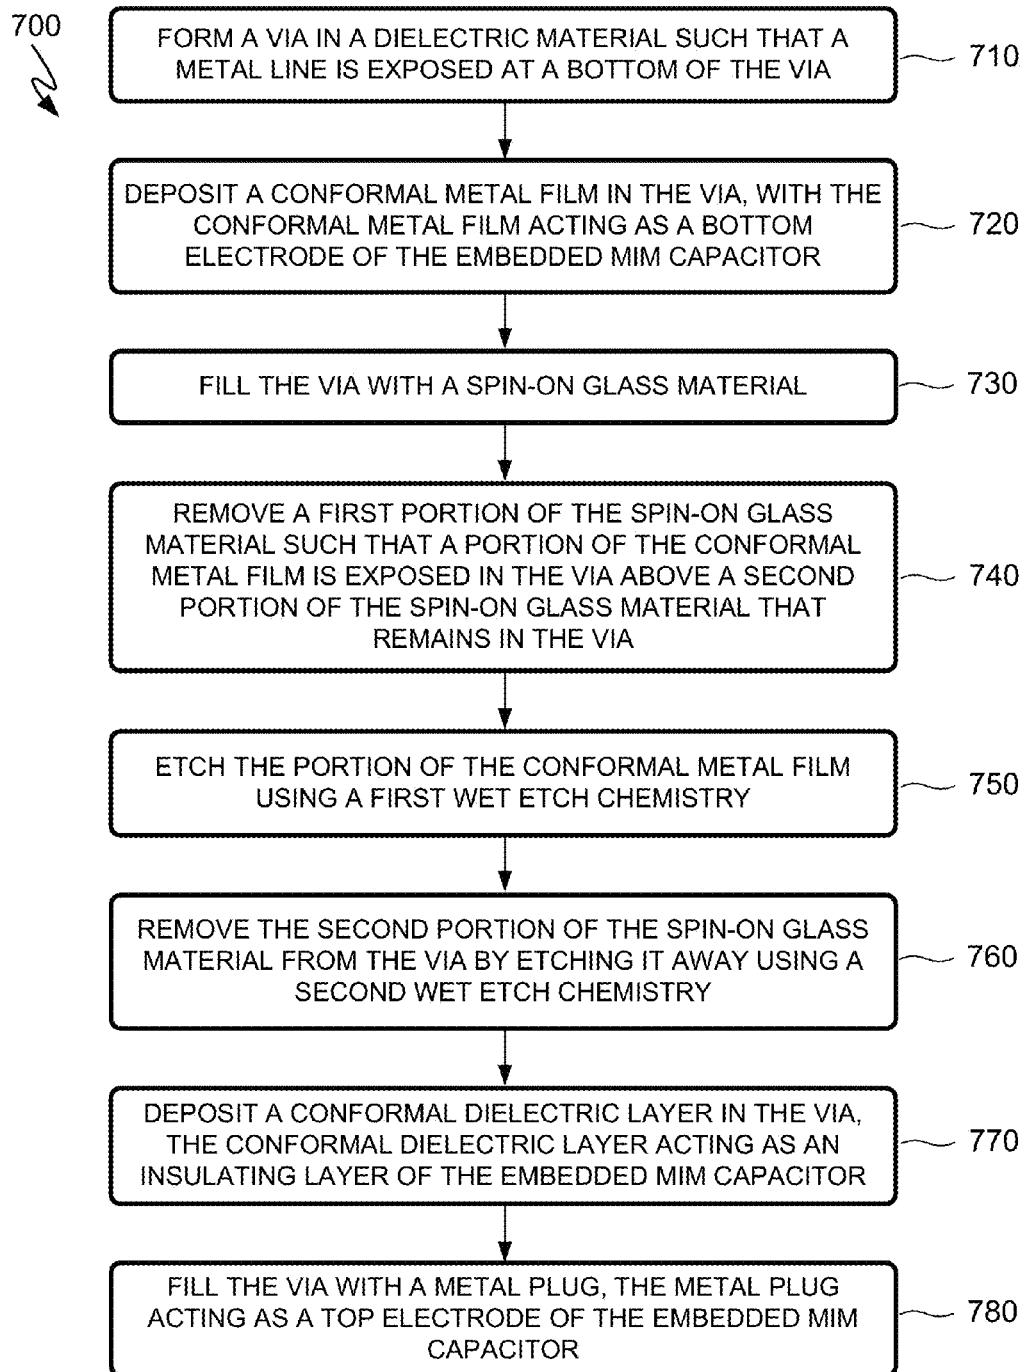 700
FORM A VIA IN A DIELECTRIC MATERIAL SUCH THAT A
METAL LINE IS EXPOSED AT A BOTTOM OF THE VIA
710
DEPOSIT A CONFORMAL METAL FILM IN THE VIA, WITH THE
CONFORMAL METAL FILM ACTING AS A BOTTOM
ELECTRODE OF THE EMBEDDED MIM CAPACITOR
720
FILL THE VIA WITH A SPIN-ON GLASS MATERIAL
730
REMOVE A FIRST PORTION OF THE SPIN-ON GLASS
MATERIAL SUCH THAT A PORTION OF THE CONFORMAL
METAL FILM IS EXPOSED IN THE VIA ABOVE A SECOND
PORTION OF THE SPIN-ON GLASS MATERIAL THAT
REMAINS IN THE VIA
740
ETCH THE PORTION OF THE CONFORMAL METAL FILM
USING A FIRST WET ETCH CHEMISTRY
750
REMOVE THE SECOND PORTION OF THE SPIN-ON GLASS
MATERIAL FROM THE VIA BY ETCHING IT AWAY USING A
SECOND WET ETCH CHEMISTRY
760
DEPOSIT A CONFORMAL DIELECTRIC LAYER IN THE VIA,
THE CONFORMAL DIELECTRIC LAYER ACTING AS AN
INSULATING LAYER OF THE EMBEDDED MIM CAPACITOR
770
FILL THE VIA WITH A METAL PLUG, THE METAL PLUG
ACTING AS A TOP ELECTRODE OF THE EMBEDDED MIM
CAPACITOR
780